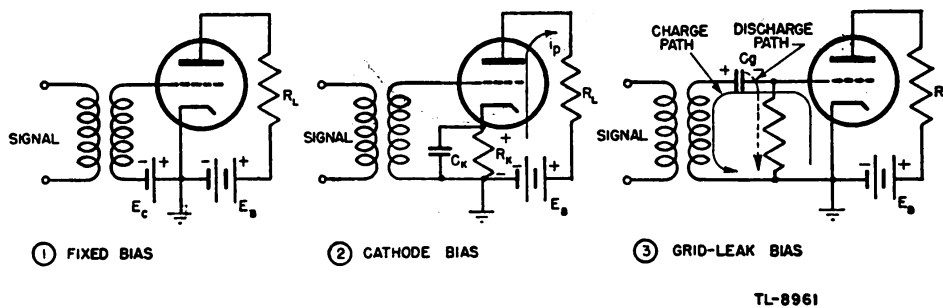 SIGNAL
E_C
- +
- +
E_B
R_L
① FIXED BIAS
SIGNAL
C_K
+
R_K
-
i_p
R_L
- +
E_B
② CATHODE BIAS
CHARGE PATH
DISCHARGE PATH
+ Cg -
SIGNAL
R
- +
E_B
③ GRID-LEAK BIAS
TL-8961